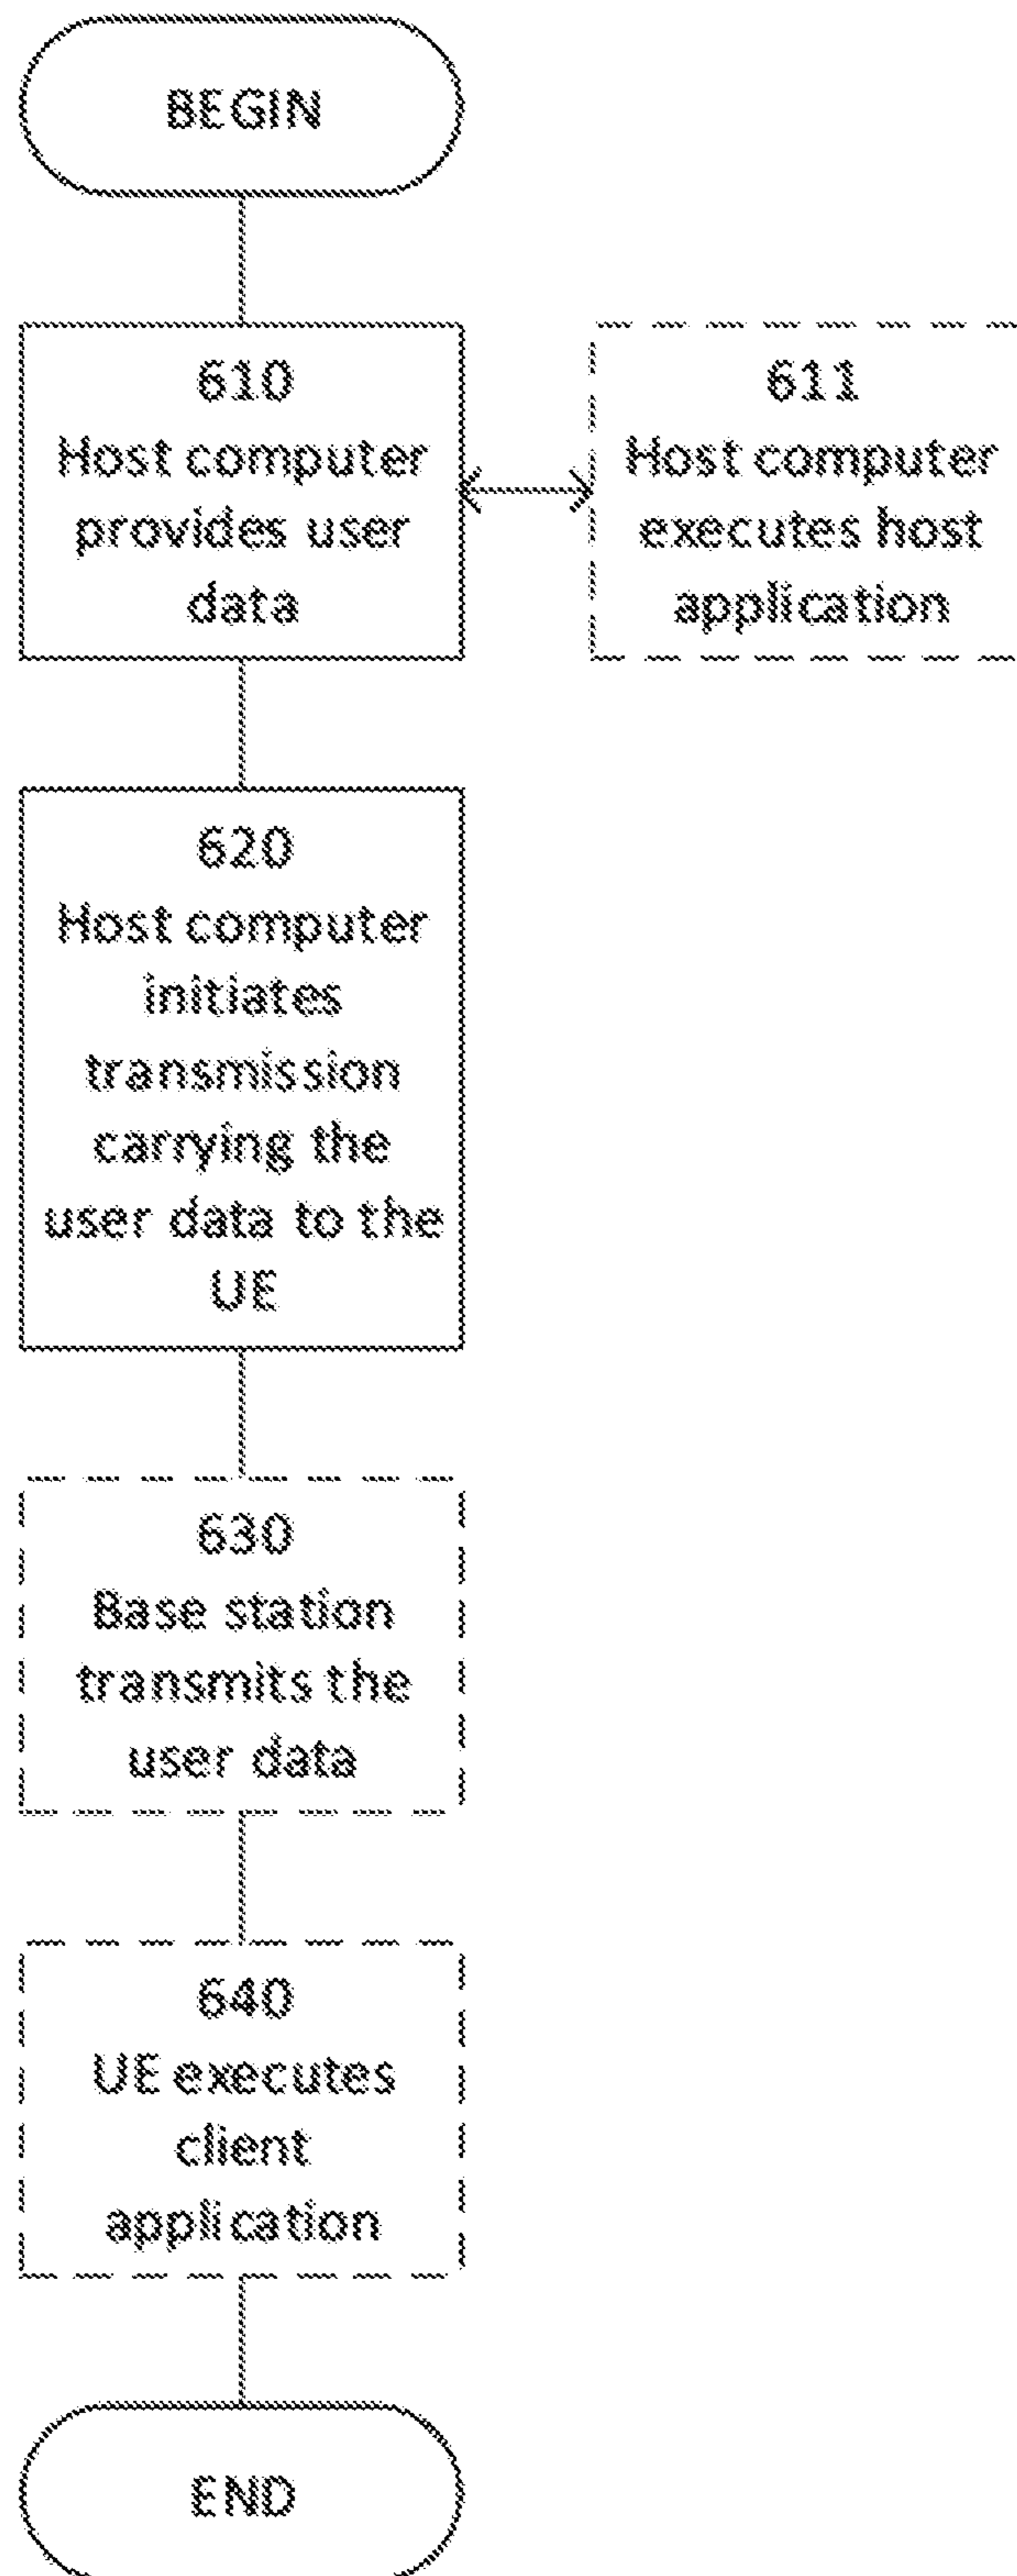 BEGIN
610
Host computer
provides user
data
611
Host computer
executes host
application
620
Host computer
initiates
transmission
carrying the
user data to the
UE
630
Base station
transmits the
user data
640
UE executes
client
application
END